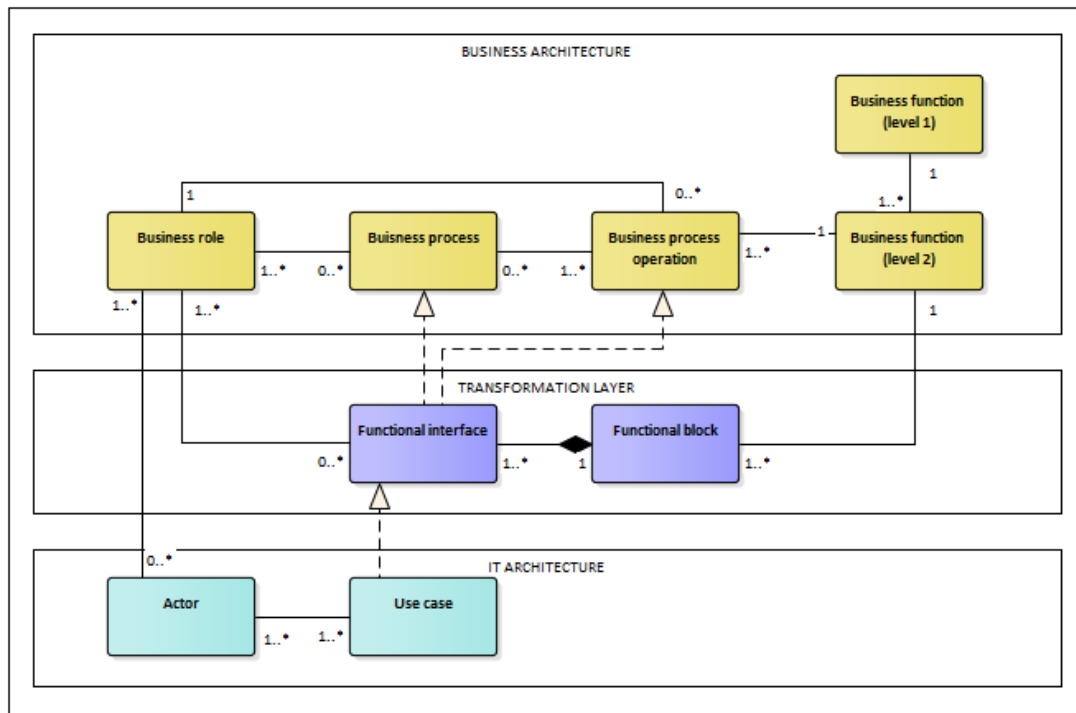 BUSINESS ARCHITECTURE
Business function
(level 1)
1
1
0..*
1..*
Business role
Buisness process
Business process
operation
1
Business function
(level 2)
1..*
0..*
0..*
1..*
1..*
1..*
1..*
1
TRANSFORMATION LAYER
Functional interface
Functional block
0..*
1..*
1
1..*
0..*
IT ARCHITECTURE
Actor
Use case
1..*
1..*